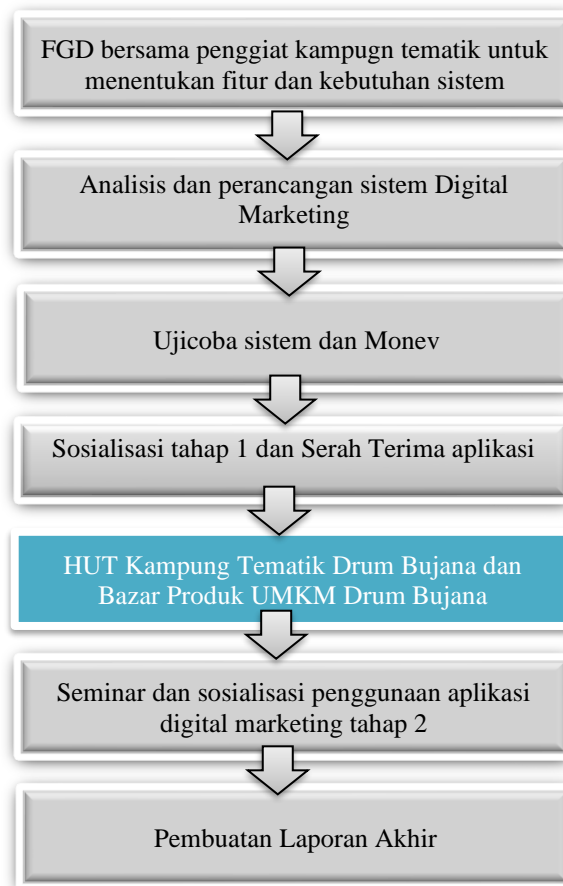 FGD bersama penggiat kampugn tematik untuk
menentukan fitur dan kebutuhan sistem
Analisis dan perancangan sistem Digital
Marketing
Ujicoba sistem dan Monev
Sosialisasi tahap 1 dan Serah Terima aplikasi
HUT Kampung Tematik Drum Bujana dan
Bazar Produk UMKM Drum Bujana
Seminar dan sosialisasi penggunaan aplikasi
digital marketing tahap 2
Pembuatan Laporan Akhir